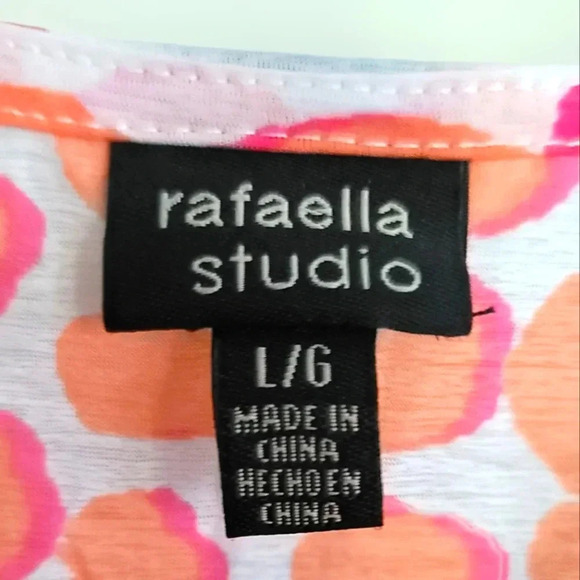 rafaella
studio
L/G
MADE IN
CHINA
HECHO EN
CHINA